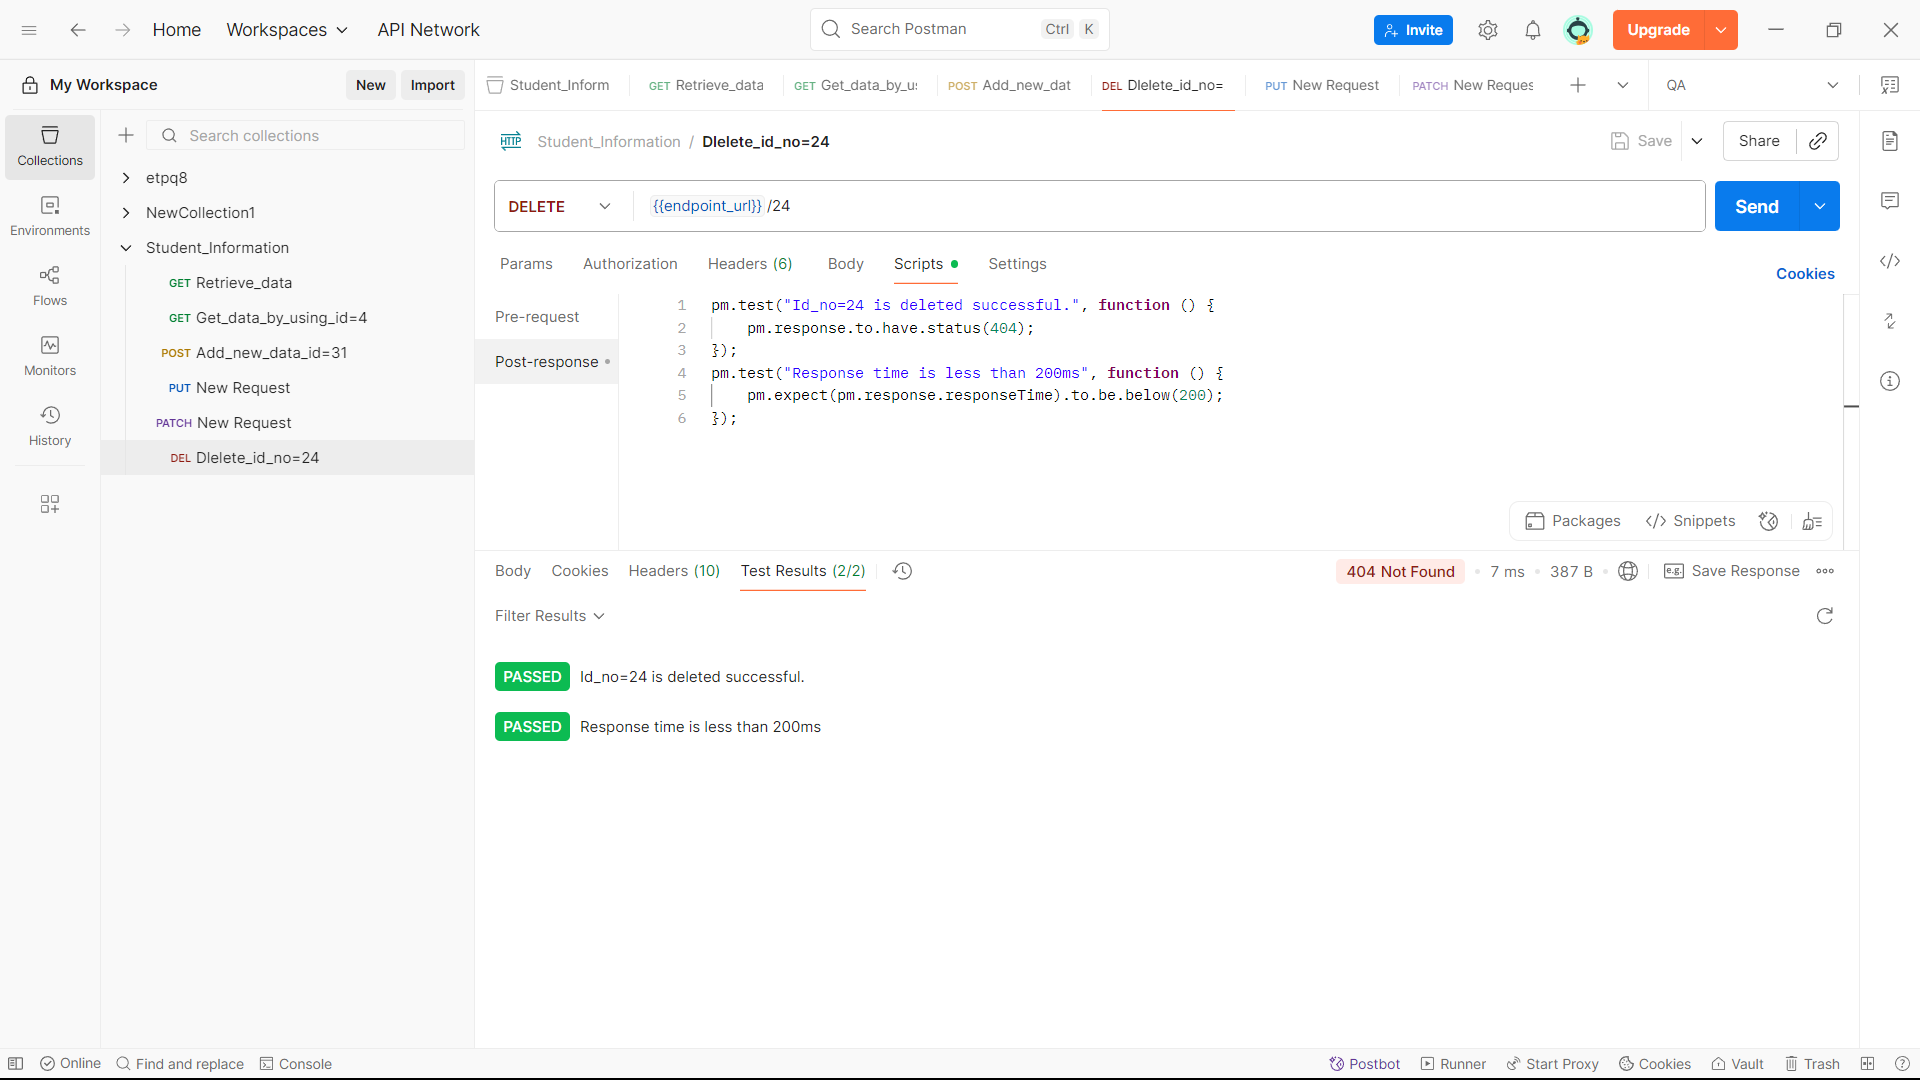 Home
Workspaces
API Network
Search Postman
Ctrl K
Invite
Upgrade
My Workspace
New
Import
Student_Inform
GET Retrieve_data
GET Get_data_by_u
POST Add_new_dat
DEL Dlelete_id_no=
PUT New Request
PATCH New Reques
QA
Collections
Environments
Flows
Monitors
History
Search collections
etpq8
NewCollection1
Student_Information
GET Retrieve_data
GET Get_data_by_using_id=4
POST Add_new_data_id=31
PUT New Request
PATCH New Request
DEL Dlelete_id_no=24
HTTP Student_Information / Dlelete_id_no=24
Save
Share
DELETE
{{endpoint_url}} /24
Send
Params
Authorization
Headers (6)
Body
Scripts
Settings
Cookies
Pre-request
Post-response
1 pm.test("Id_no=24 is deleted successful.", function () {
2 pm.response.to.have.status(404);
3 });
4 pm.test("Response time is less than 200ms", function () {
5 pm.expect(pm.response.responseTime).to.be.below(200);
6 });
Packages
Snippets
Body
Cookies
Headers (10)
Test Results (2/2)
404 Not Found
7 ms
387 B
e.g. Save Response
Filter Results
PASSED Id_no=24 is deleted successful.
PASSED Response time is less than 200ms
Online
Find and replace
Console
Postbot
Runner
Start Proxy
Cookies
Vault
Trash